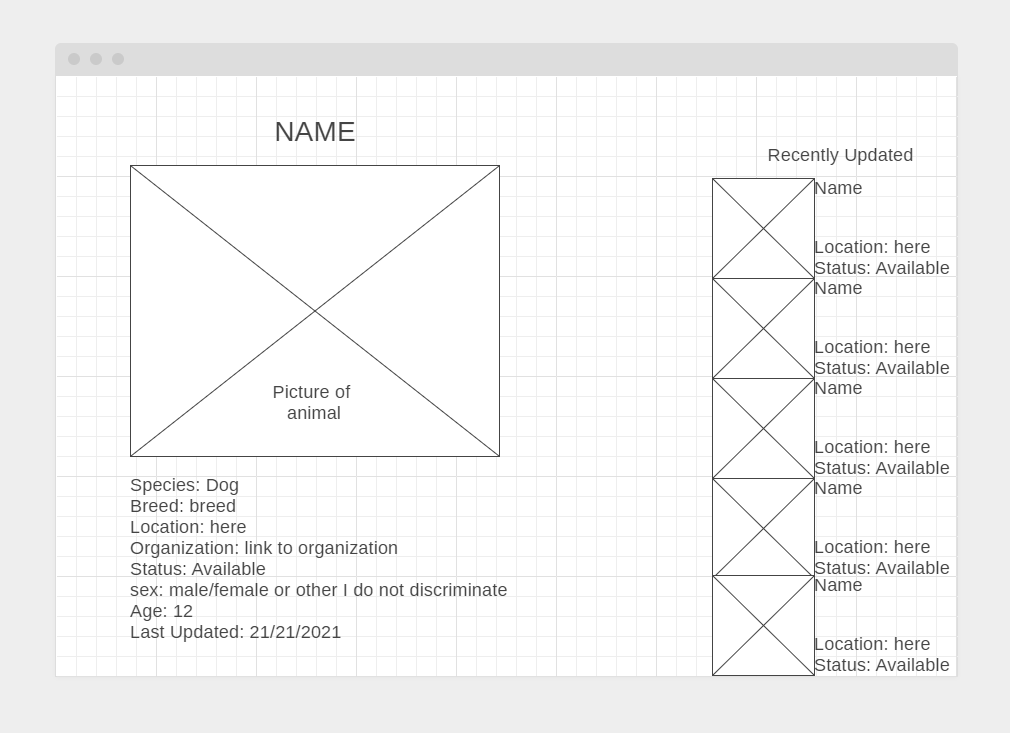 NAME
Picture of
animal
Species: Dog
Breed: breed
Location: here
Organization: link to organization
Status: Available
sex: male/female or other I do not discriminate
Age: 12
Last Updated: 21/21/2021
Recently Updated
Name
Location: here
Status: Available
Name
Location: here
Status: Available
Name
Location: here
Status: Available
Name
Location: here
Status: Available
Name
Location: here
Status: Available